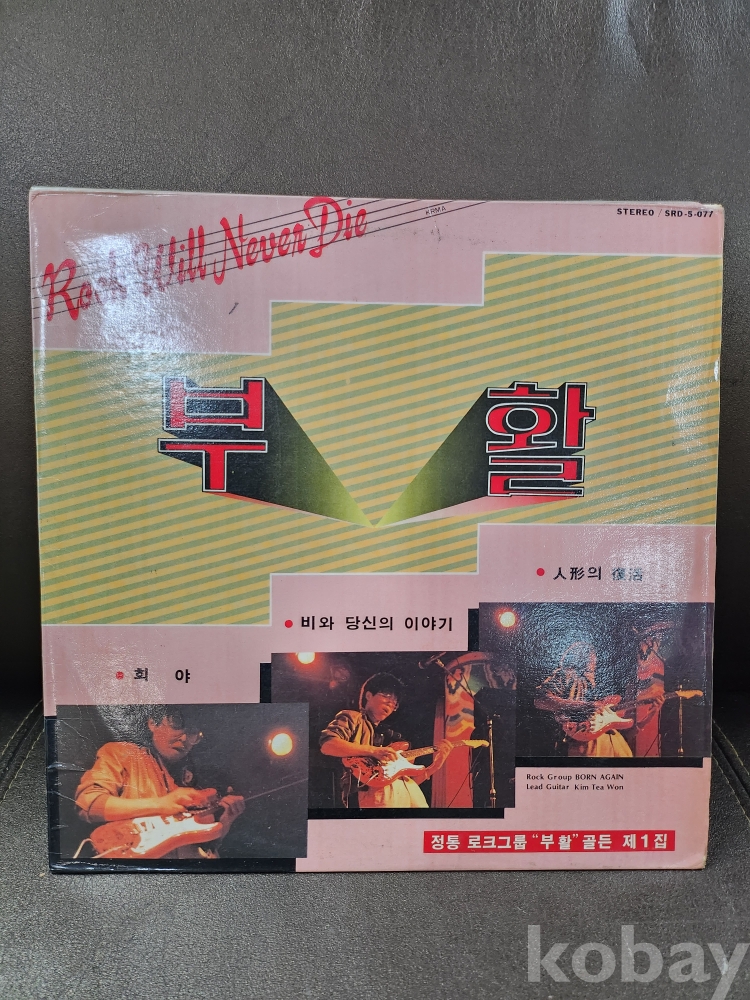 STEREO / SRD-5-077
KRMA
Rock Will Never Die
부활
● 人形의 復活
● 비와 당신의 이야기
● 희 야
Rock Group BORN AGAIN
Lead Guitar Kim Tea Won
정통 로크그룹 "부활" 골든 제1집
kobay